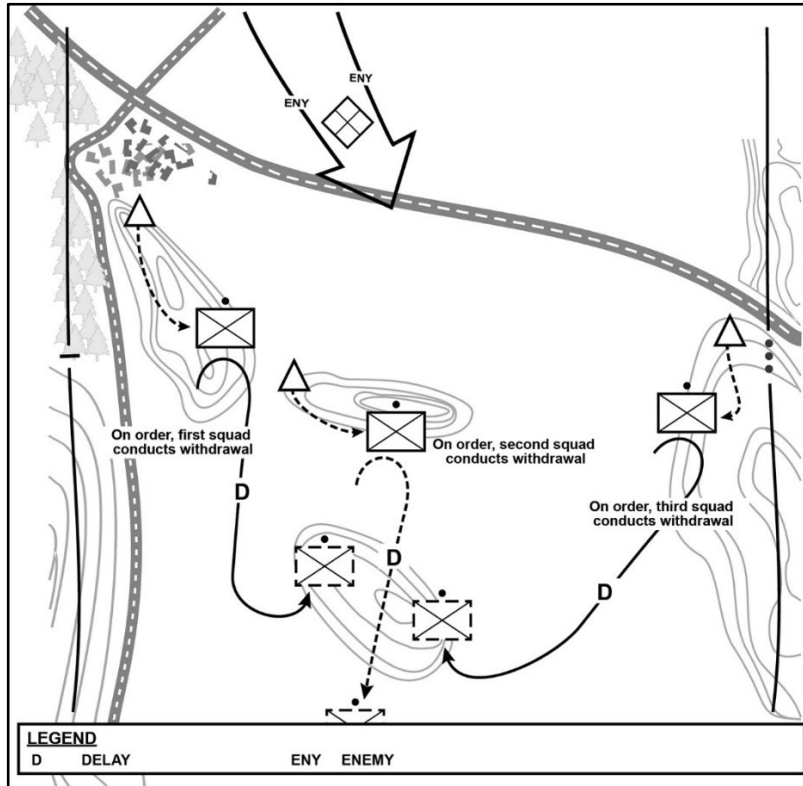 ENY
ENY
On order, first squad
conducts withdrawal
On order, second squad
conducts withdrawal
On order, third squad
conducts withdrawal
D
D
D
LEGEND
D DELAY ENY ENEMY